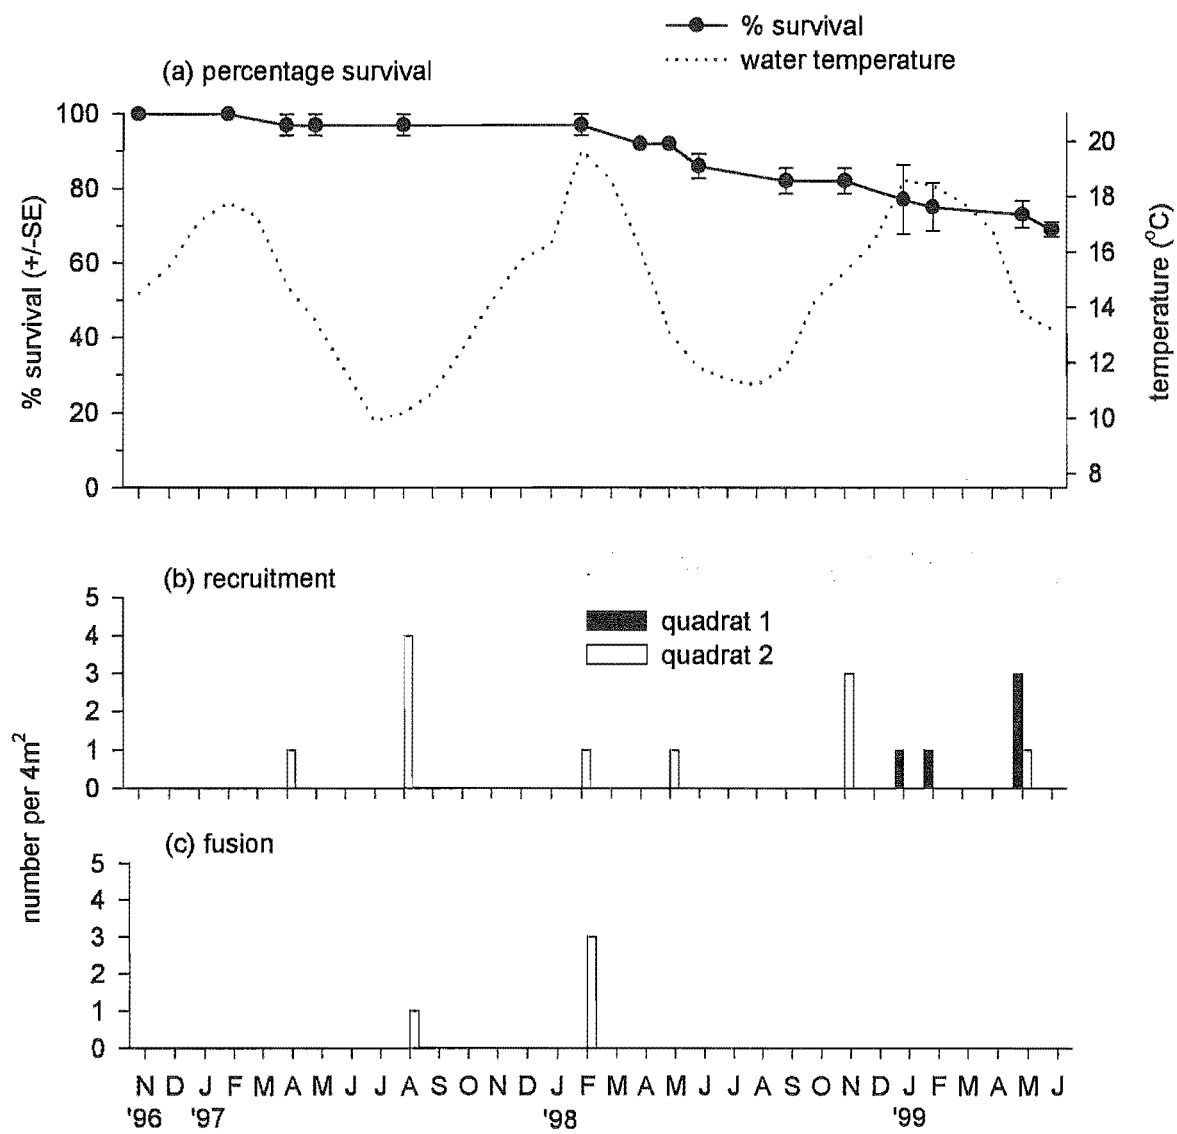 % survival
water temperature
(a) percentage survival
% survival (+/-SE)
100
80
60
40
20
0
temperature (°C)
20
18
16
14
12
10
8
(b) recruitment
quadrat 1
quadrat 2
number per 4m²
5
4
3
2
1
0
(c) fusion
5
4
3
2
1
0
N D J F M A M J J A S O N D J F M A M J J A S O N D J F M A M J
'96 '97 '98 '99